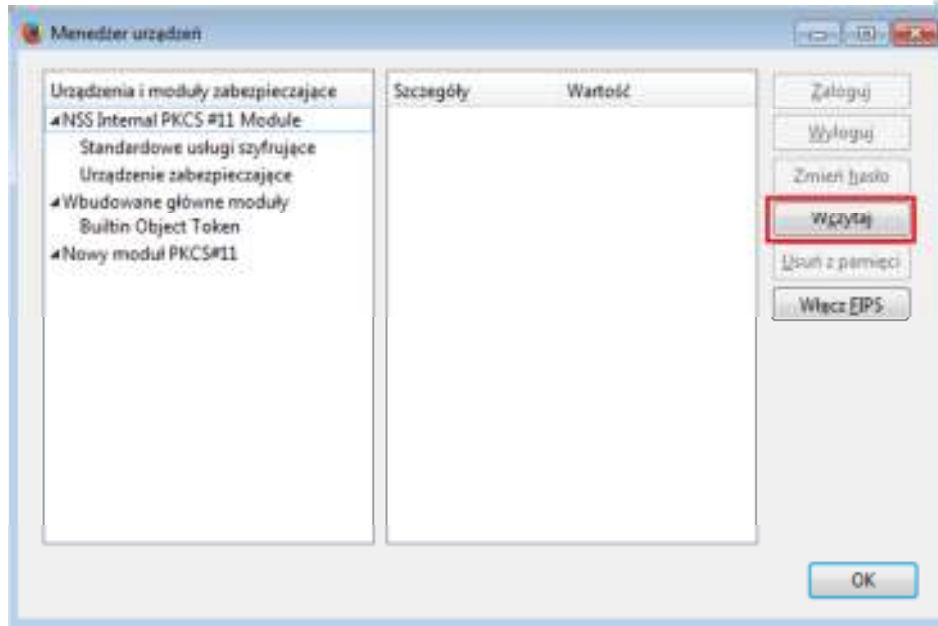 Menedżer urządzeń
Urządzenia i moduły zabezpieczające
NSS Internal PKCS #11 Module
Standardowe usługi szyfrujące
Urządzenie zabezpieczające
Wbudowane główne moduły
Builtin Object Token
Nowy moduł PKCS#11
Szczegóły Wartość
Zaloguj
Wyloguj
Zmień hasło
Wczytaj
Usuń z pamięci
Włącz FIPS
OK